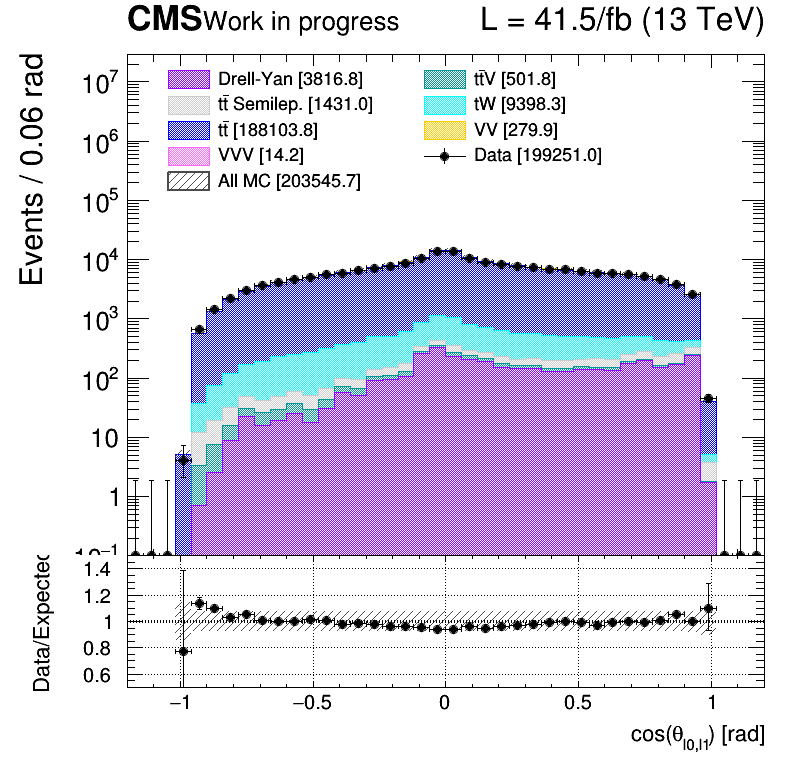 CMS Work in progress L = 41.5/fb (13 TeV)
Events / 0.06 rad
Drell-Yan [3816.8]
tt̄ Semilep. [1431.0]
tt̄ [188103.8]
VVV [14.2]
All MC [203545.7]
tt̄V [501.8]
tW [9398.3]
VV [279.9]
Data [199251.0]
10⁷
10⁶
10⁵
10⁴
10³
10²
10
1
10⁻¹
Data/Expected
1.4
1.2
1
0.8
0.6
−1 −0.5 0 0.5 1
cos(θ_l0,l1) [rad]